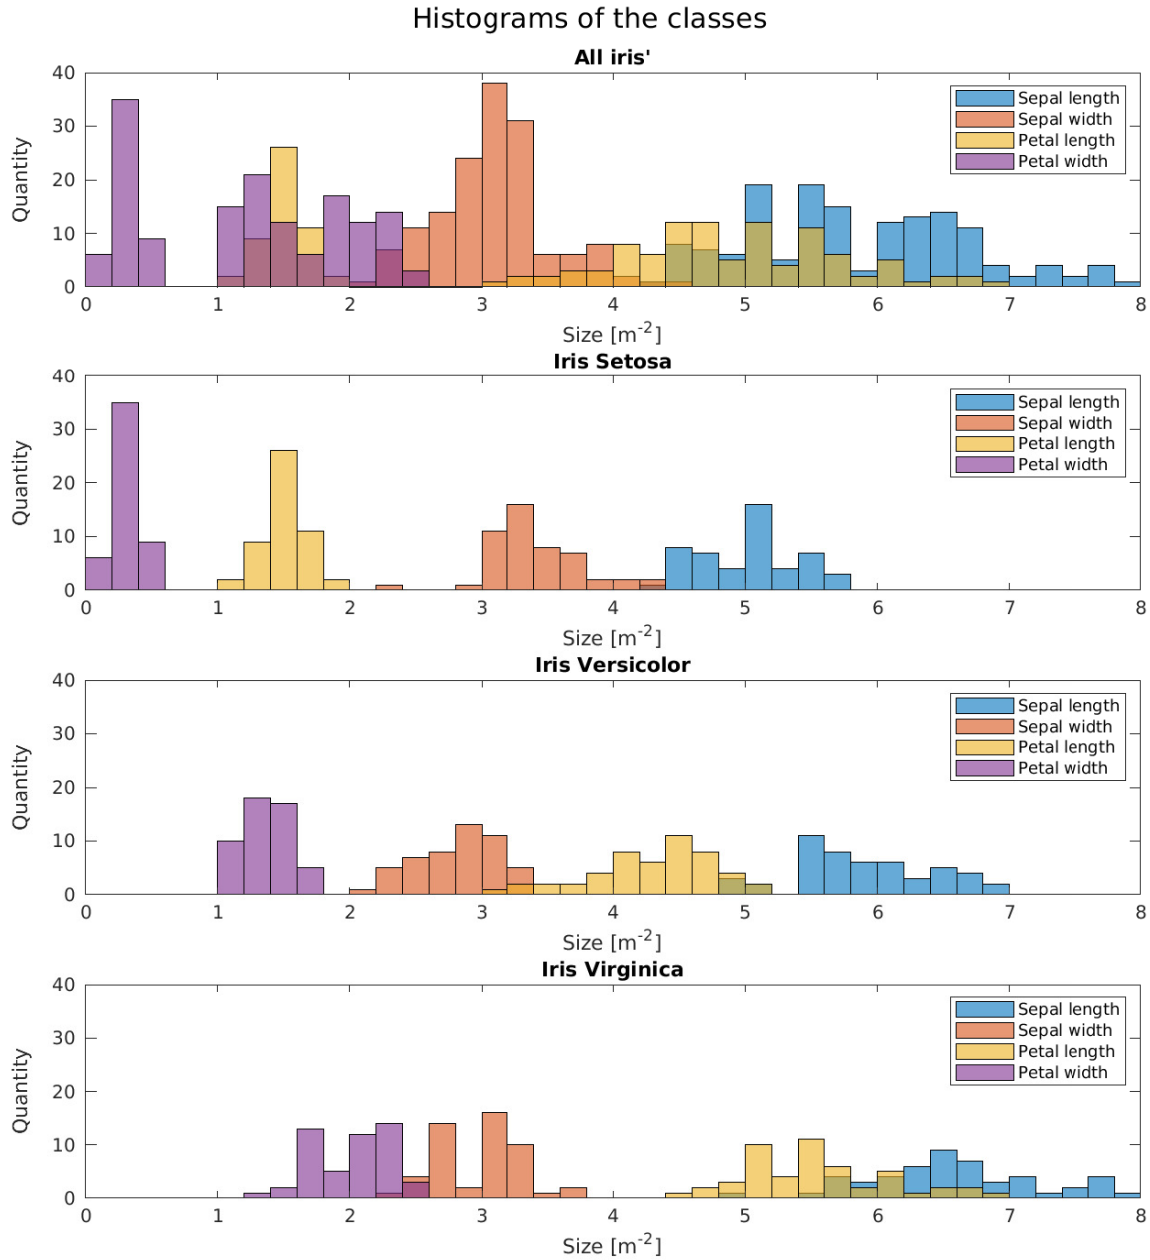 Histograms of the classes
All iris'
Quantity
40
30
20
10
0
Sepal length
Sepal width
Petal length
Petal width
0 1 2 3 4 5 6 7 8
Size [m⁻²]
Iris Setosa
Quantity
40
30
20
10
0
Sepal length
Sepal width
Petal length
Petal width
0 1 2 3 4 5 6 7 8
Size [m⁻²]
Iris Versicolor
Quantity
40
30
20
10
0
Sepal length
Sepal width
Petal length
Petal width
0 1 2 3 4 5 6 7 8
Size [m⁻²]
Iris Virginica
Quantity
40
30
20
10
0
Sepal length
Sepal width
Petal length
Petal width
0 1 2 3 4 5 6 7 8
Size [m⁻²]